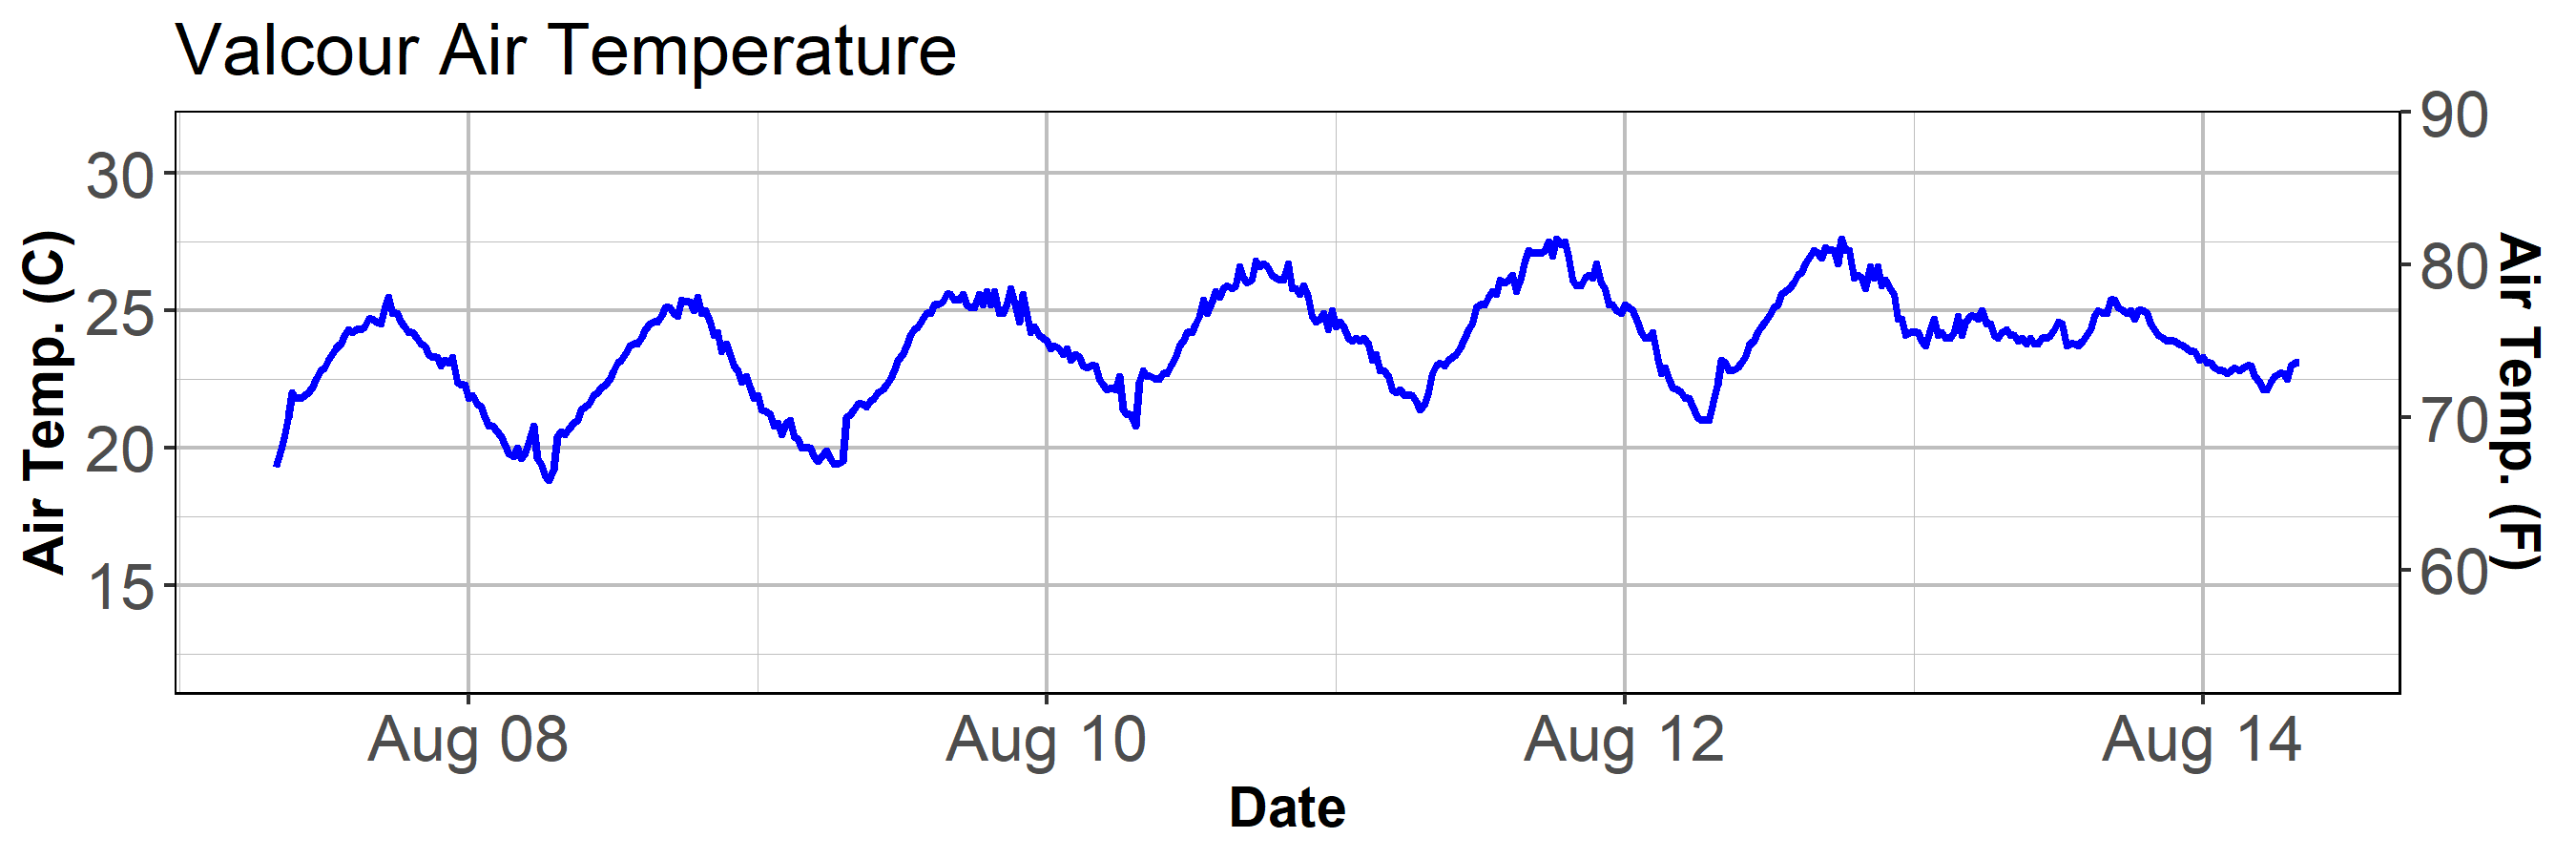 Valcour Air Temperature
Air Temp. (C)
30
25
20
15
90
80
70
60
Air Temp. (F)
Aug 08
Aug 10
Aug 12
Aug 14
Date